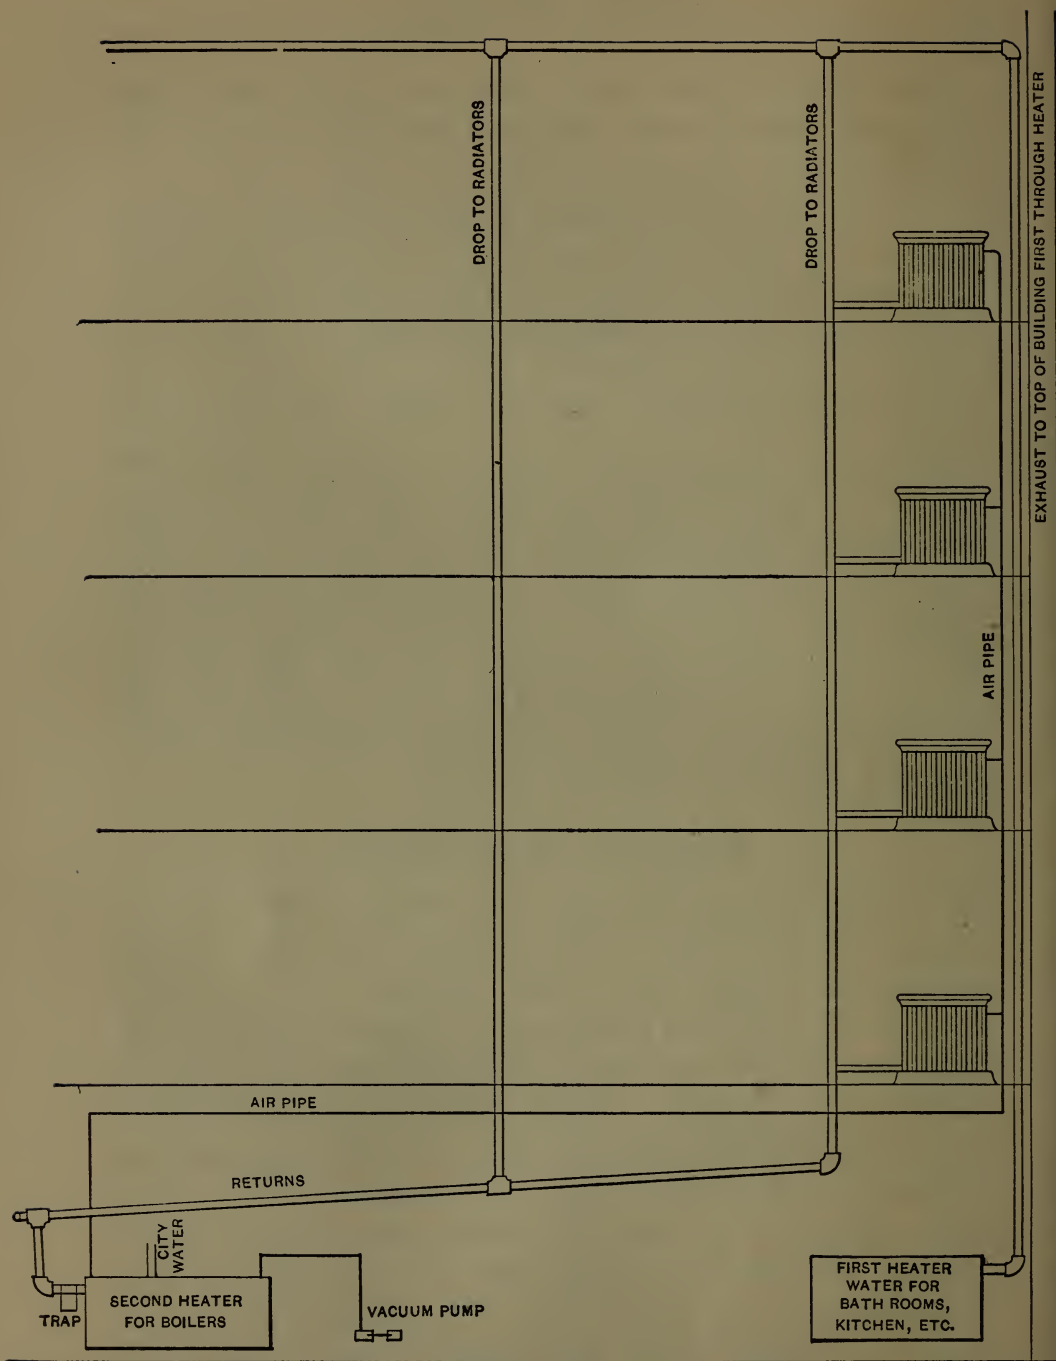 DROP TO RADIATORS
DROP TO RADIATORS
EXHAUST TO TOP OF BUILDING FIRST THROUGH HEATER
AIR PIPE
AIR PIPE
RETURNS
CITY
WATER
SECOND HEATER
FOR BOILERS
TRAP
VACUUM PUMP
FIRST HEATER
WATER FOR
BATH ROOMS,
KITCHEN, ETC.